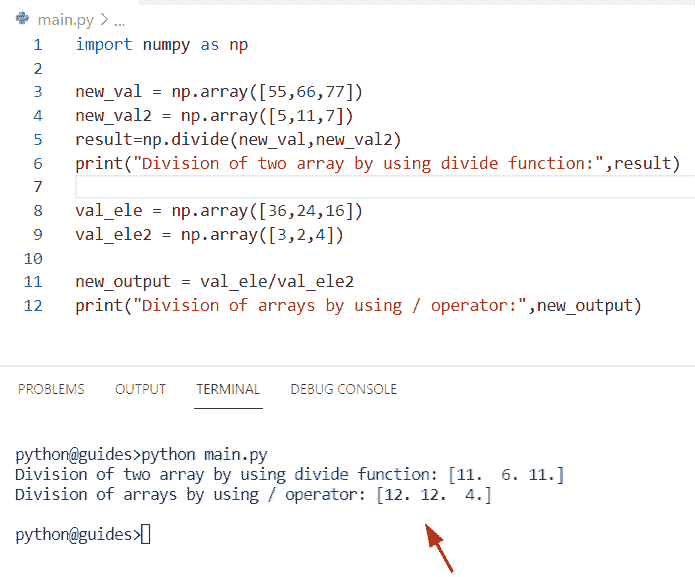 main.py > ...
1 import numpy as np
2
3 new_val = np.array([55,66,77])
4 new_val2 = np.array([5,11,7])
5 result=np.divide(new_val,new_val2)
6 print("Division of two array by using divide function:",result)
7
8 val_ele = np.array([36,24,16])
9 val_ele2 = np.array([3,2,4])
10
11 new_output = val_ele/val_ele2
12 print("Division of arrays by using / operator:",new_output)
PROBLEMS OUTPUT TERMINAL DEBUG CONSOLE
python@guides>python main.py
Division of two array by using divide function: [11.  6. 11.]
Division of arrays by using / operator: [12. 12.  4.]
python@guides>